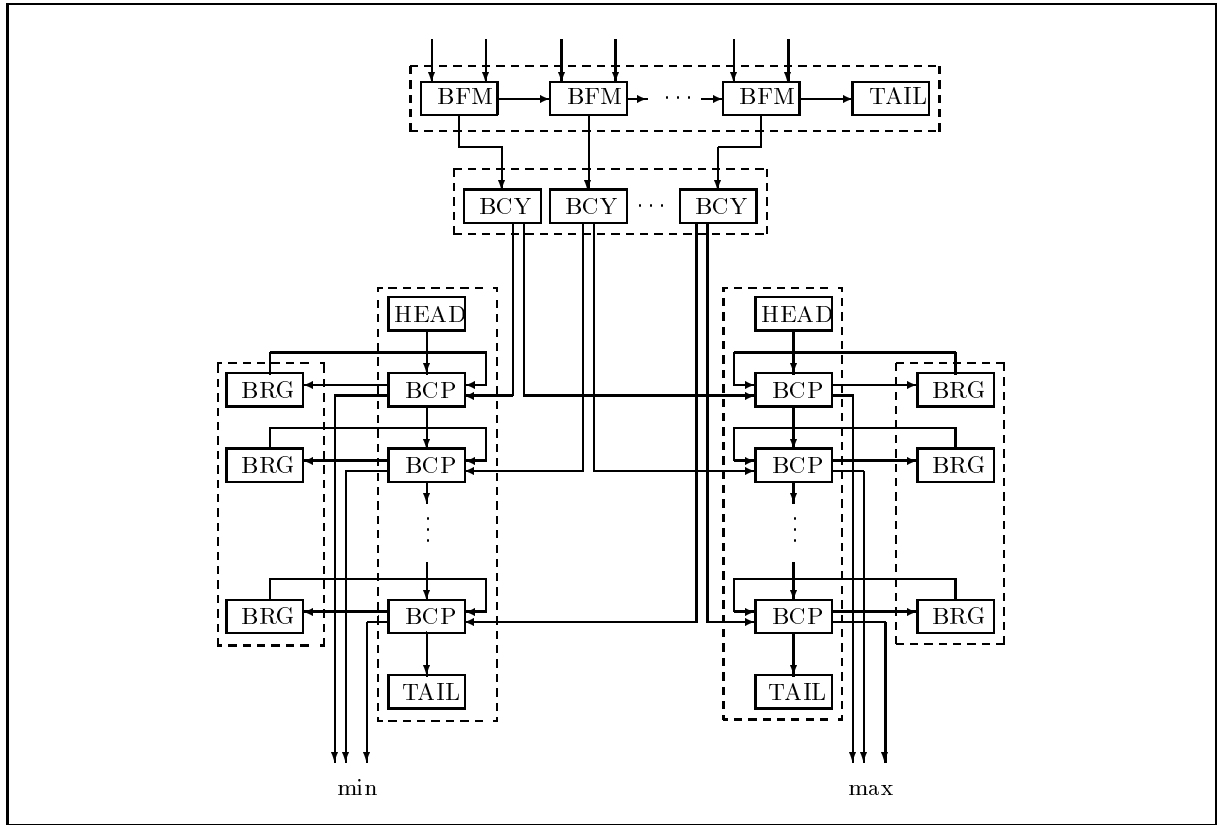 BFM BFM · · · BFM TAIL
BCY BCY · · · BCY
HEAD HEAD
BRG BCP BCP BRG
BRG BCP BCP BRG
· · · · · ·
BRG BCP BCP BRG
TAIL TAIL
min max